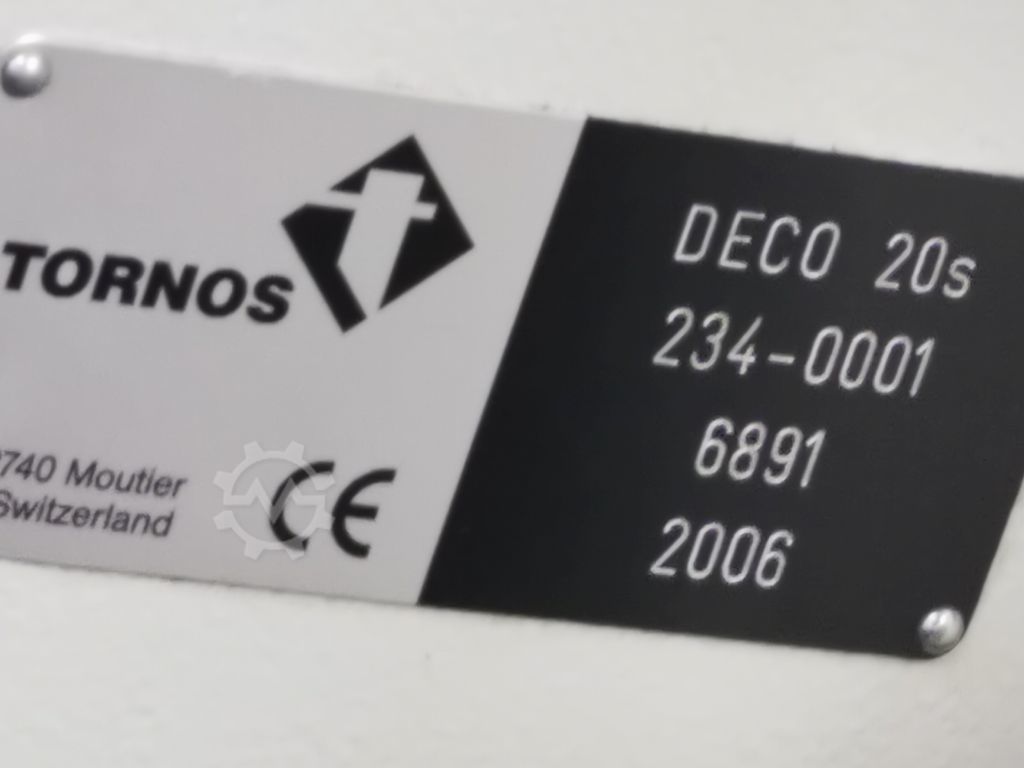 TORNOS
2740 Moutier
Switzerland
CE
DECO 20s
234-0001
6891
2006